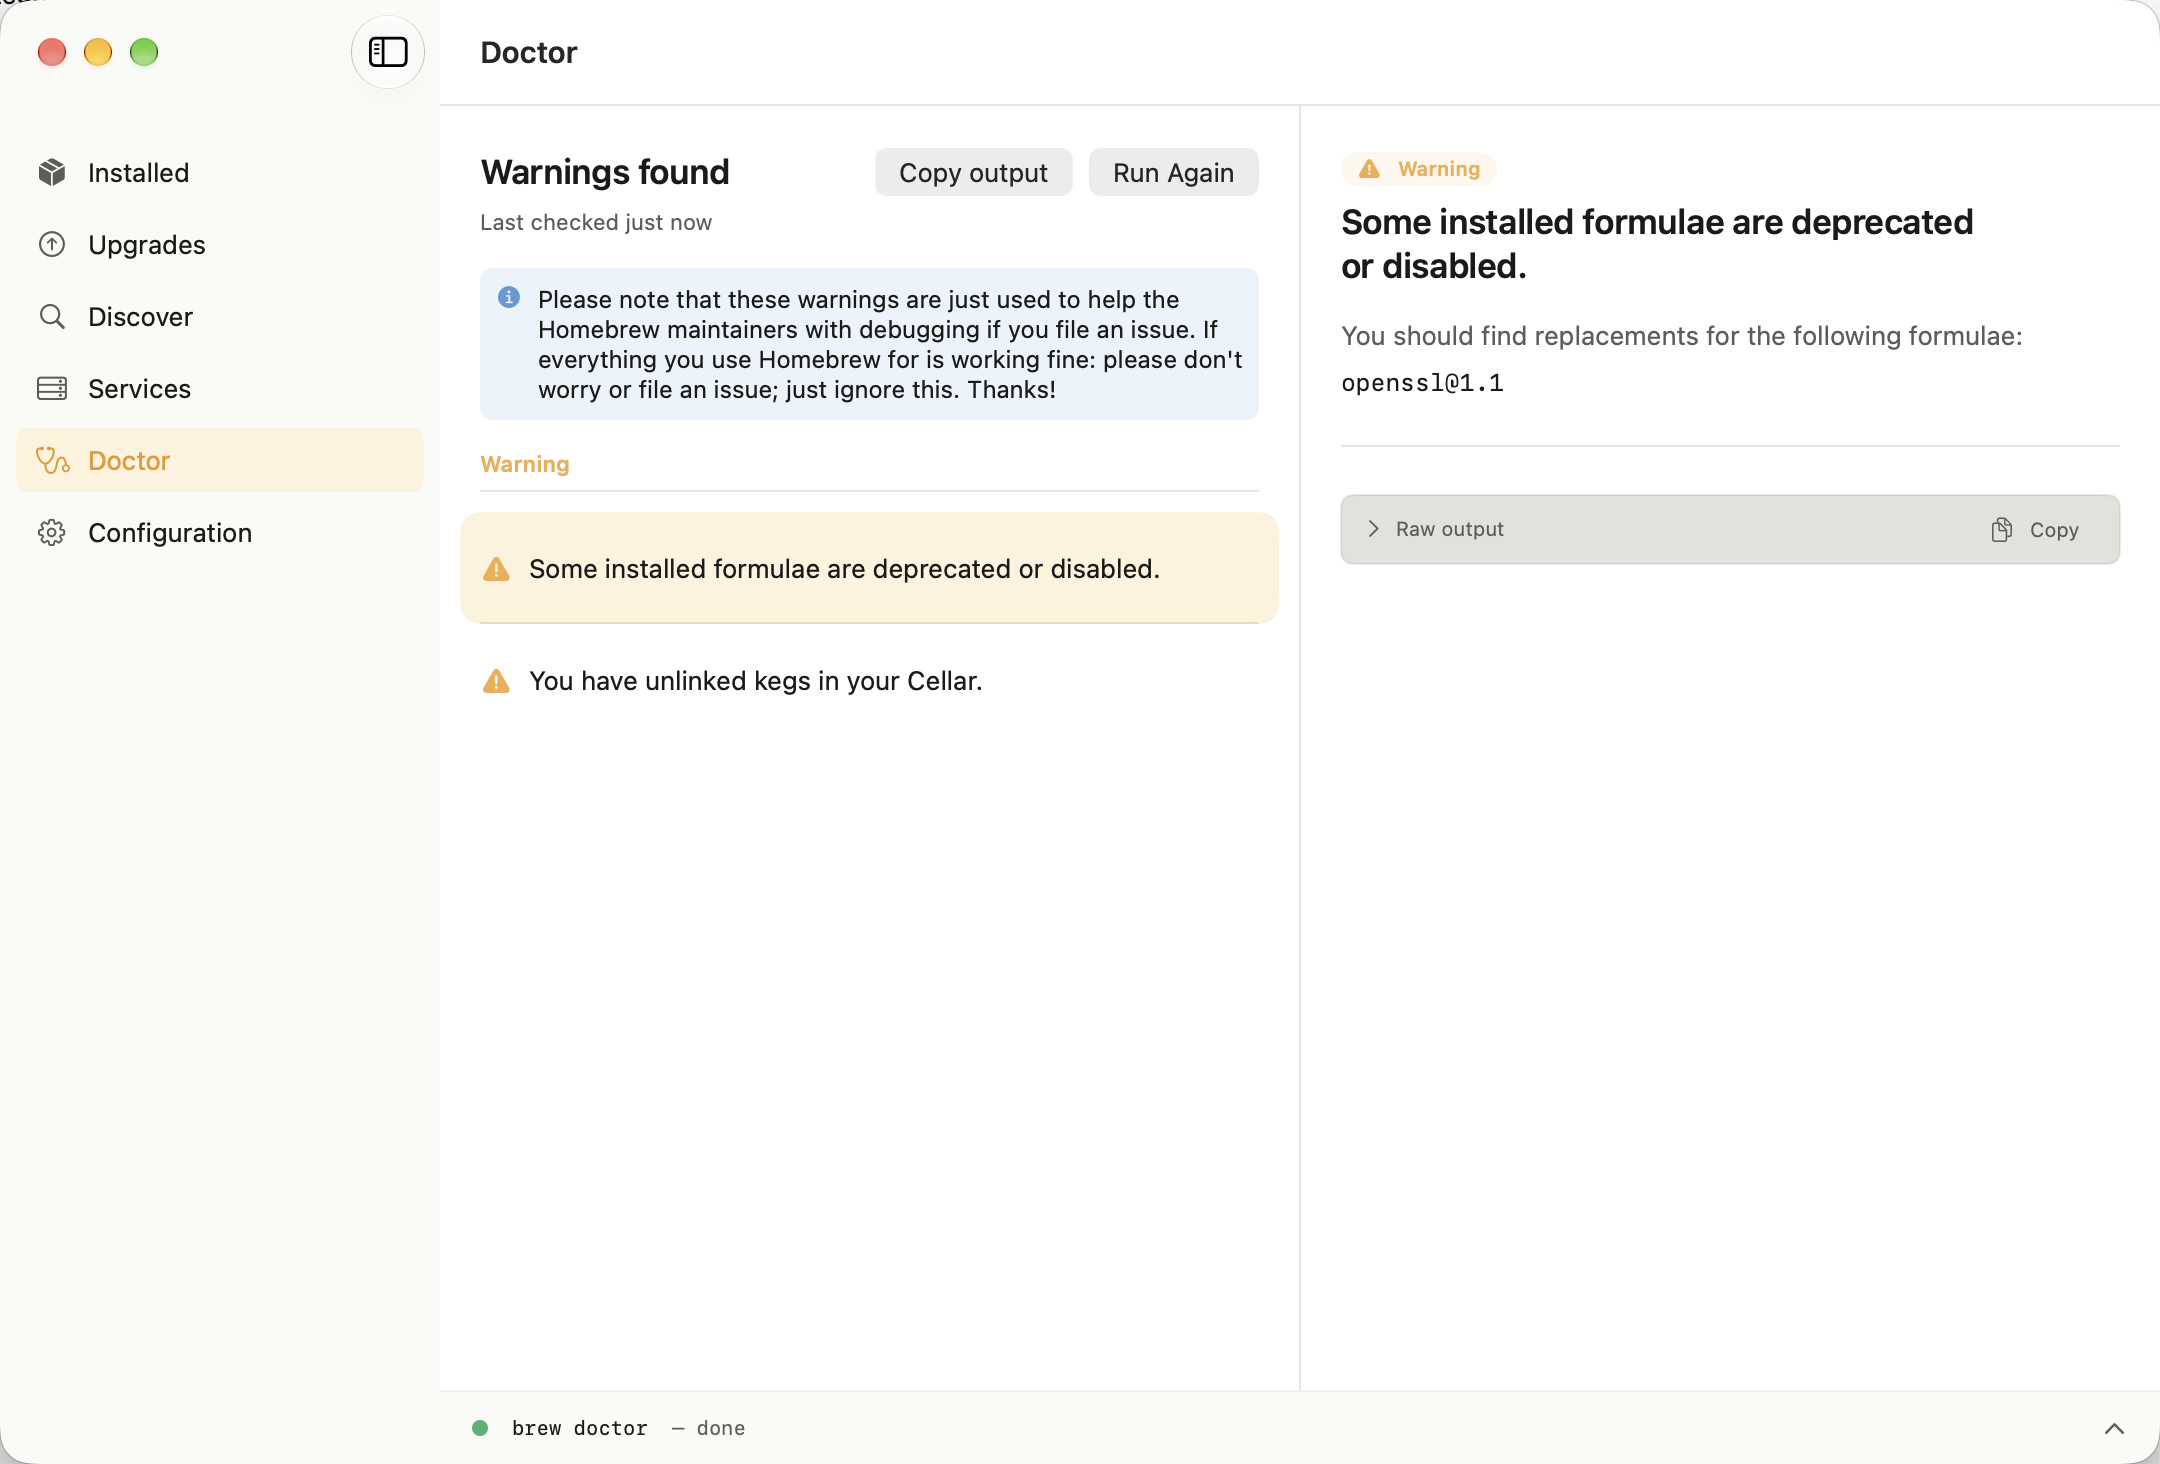 Installed
Upgrades
Discover
Services
Doctor
Configuration
Doctor
Warnings found
Copy output
Run Again
Last checked just now
Please note that these warnings are just used to help the
Homebrew maintainers with debugging if you file an issue. If
everything you use Homebrew for is working fine: please don't
worry or file an issue; just ignore this. Thanks!
Warning
Some installed formulae are deprecated or disabled.
You have unlinked kegs in your Cellar.
Warning
Some installed formulae are deprecated
or disabled.
You should find replacements for the following formulae:
openssl@1.1
Raw output
Copy
brew doctor — done